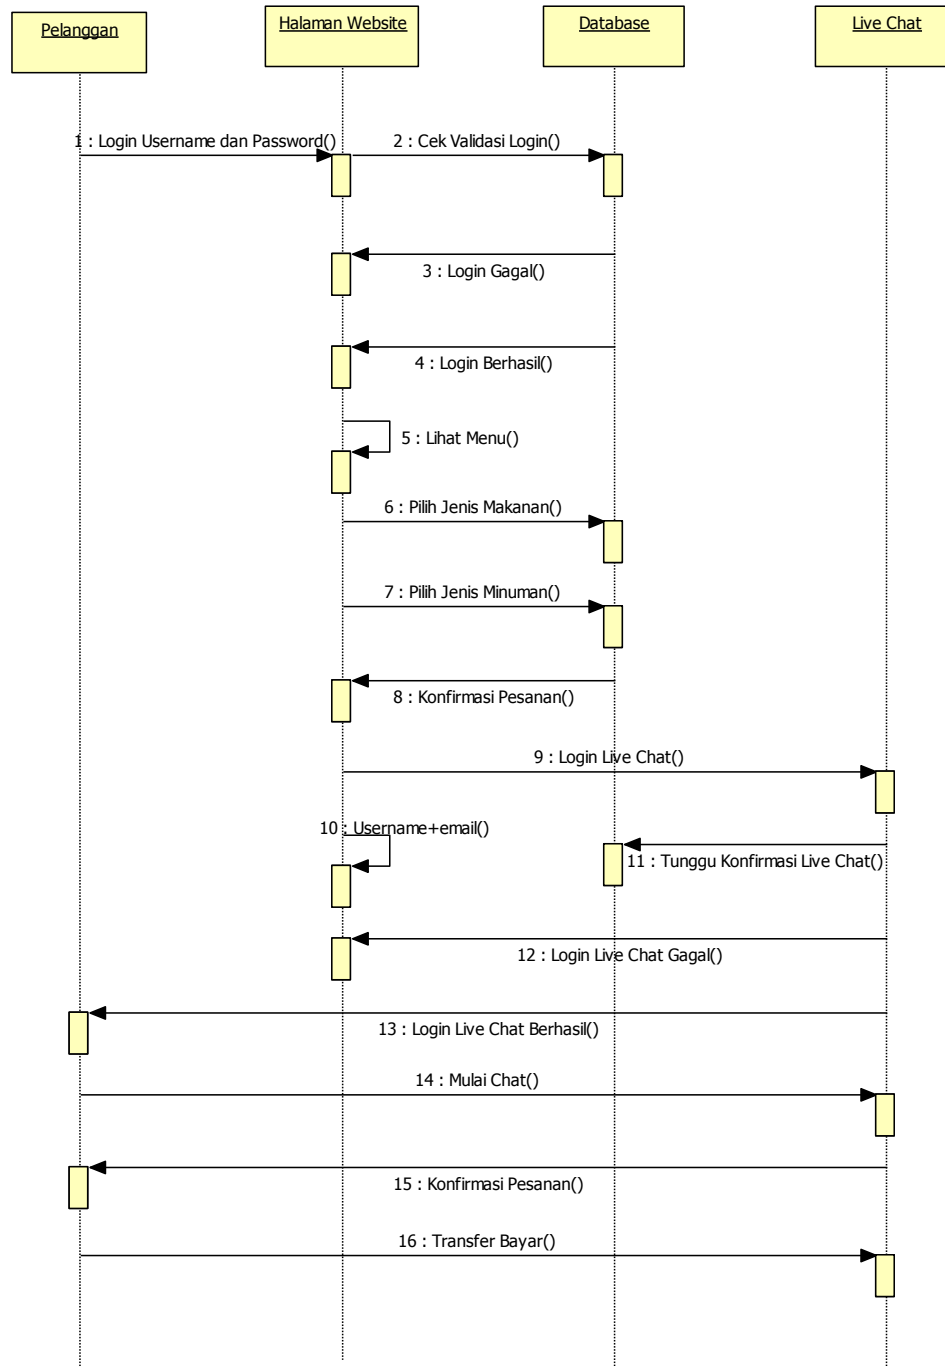 Pelanggan
Halaman Website
Database
Live Chat
1 : Login Username dan Password()
2 : Cek Validasi Login()
3 : Login Gagal()
4 : Login Berhasil()
5 : Lihat Menu()
6 : Pilih Jenis Makanan()
7 : Pilih Jenis Minuman()
8 : Konfirmasi Pesanan()
9 : Login Live Chat()
10 : Username+email()
11 : Tunggu Konfirmasi Live Chat()
12 : Login Live Chat Gagal()
13 : Login Live Chat Berhasil()
14 : Mulai Chat()
15 : Konfirmasi Pesanan()
16 : Transfer Bayar()